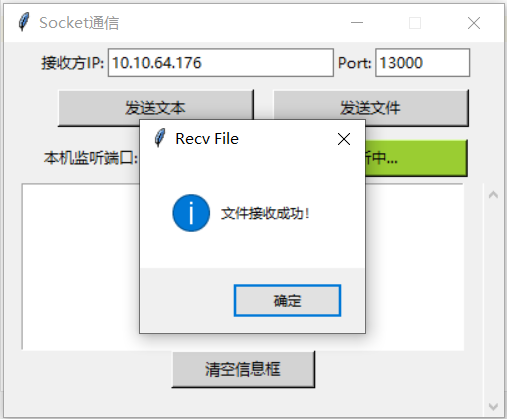 Socket通信
接收方IP: 10.10.64.176 Port: 13000
发送文本 发送文件
Recv File
本机监听端口: 听中...
文件接收成功!
确定
清空信息框